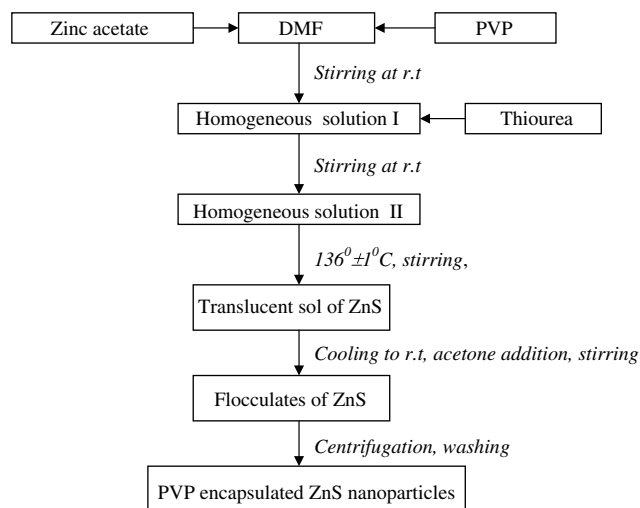 Zinc acetate
DMF
PVP
Stirring at r.t
Homogeneous solution I
Thiourea
Stirring at r.t
Homogeneous solution II
136⁰±1⁰C, stirring,
Translucent sol of ZnS
Cooling to r.t, acetone addition, stirring
Flocculates of ZnS
Centrifugation, washing
PVP encapsulated ZnS nanoparticles